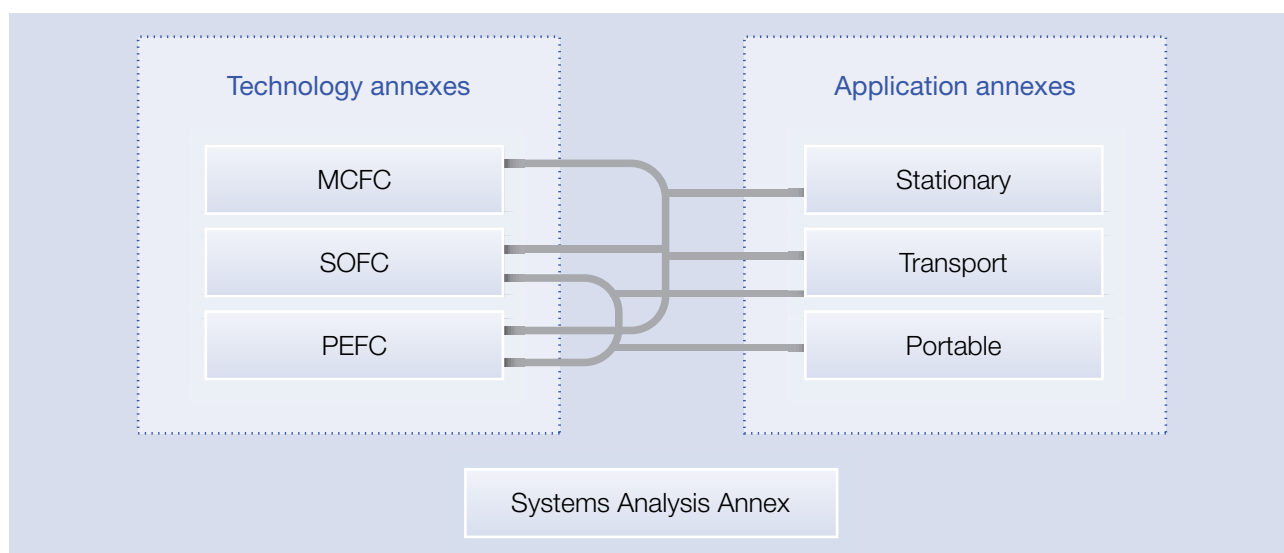 Technology annexes
MCFC
SOFC
PEFC
Application annexes
Stationary
Transport
Portable
Systems Analysis Annex